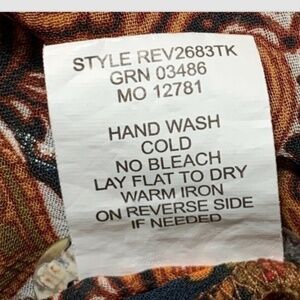 STYLE REV2683TK
GRN 03486
MO 12781
HAND WASH
COLD
NO BLEACH
LAY FLAT TO DRY
WARM IRON
ON REVERSE SIDE
IF NEEDED